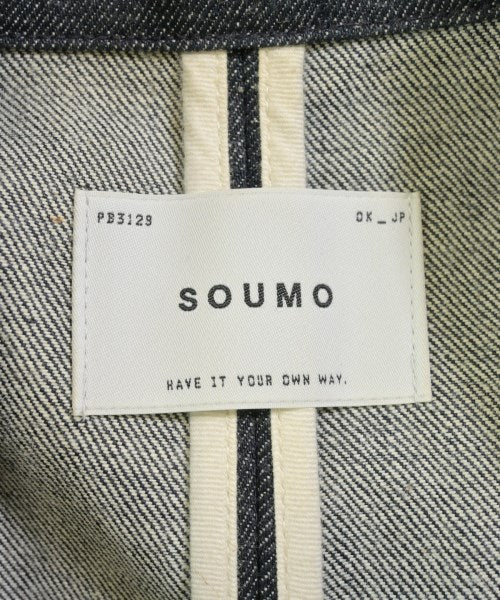 PB3129 OK_JP
SOUMO
HAVE IT YOUR OWN WAY.